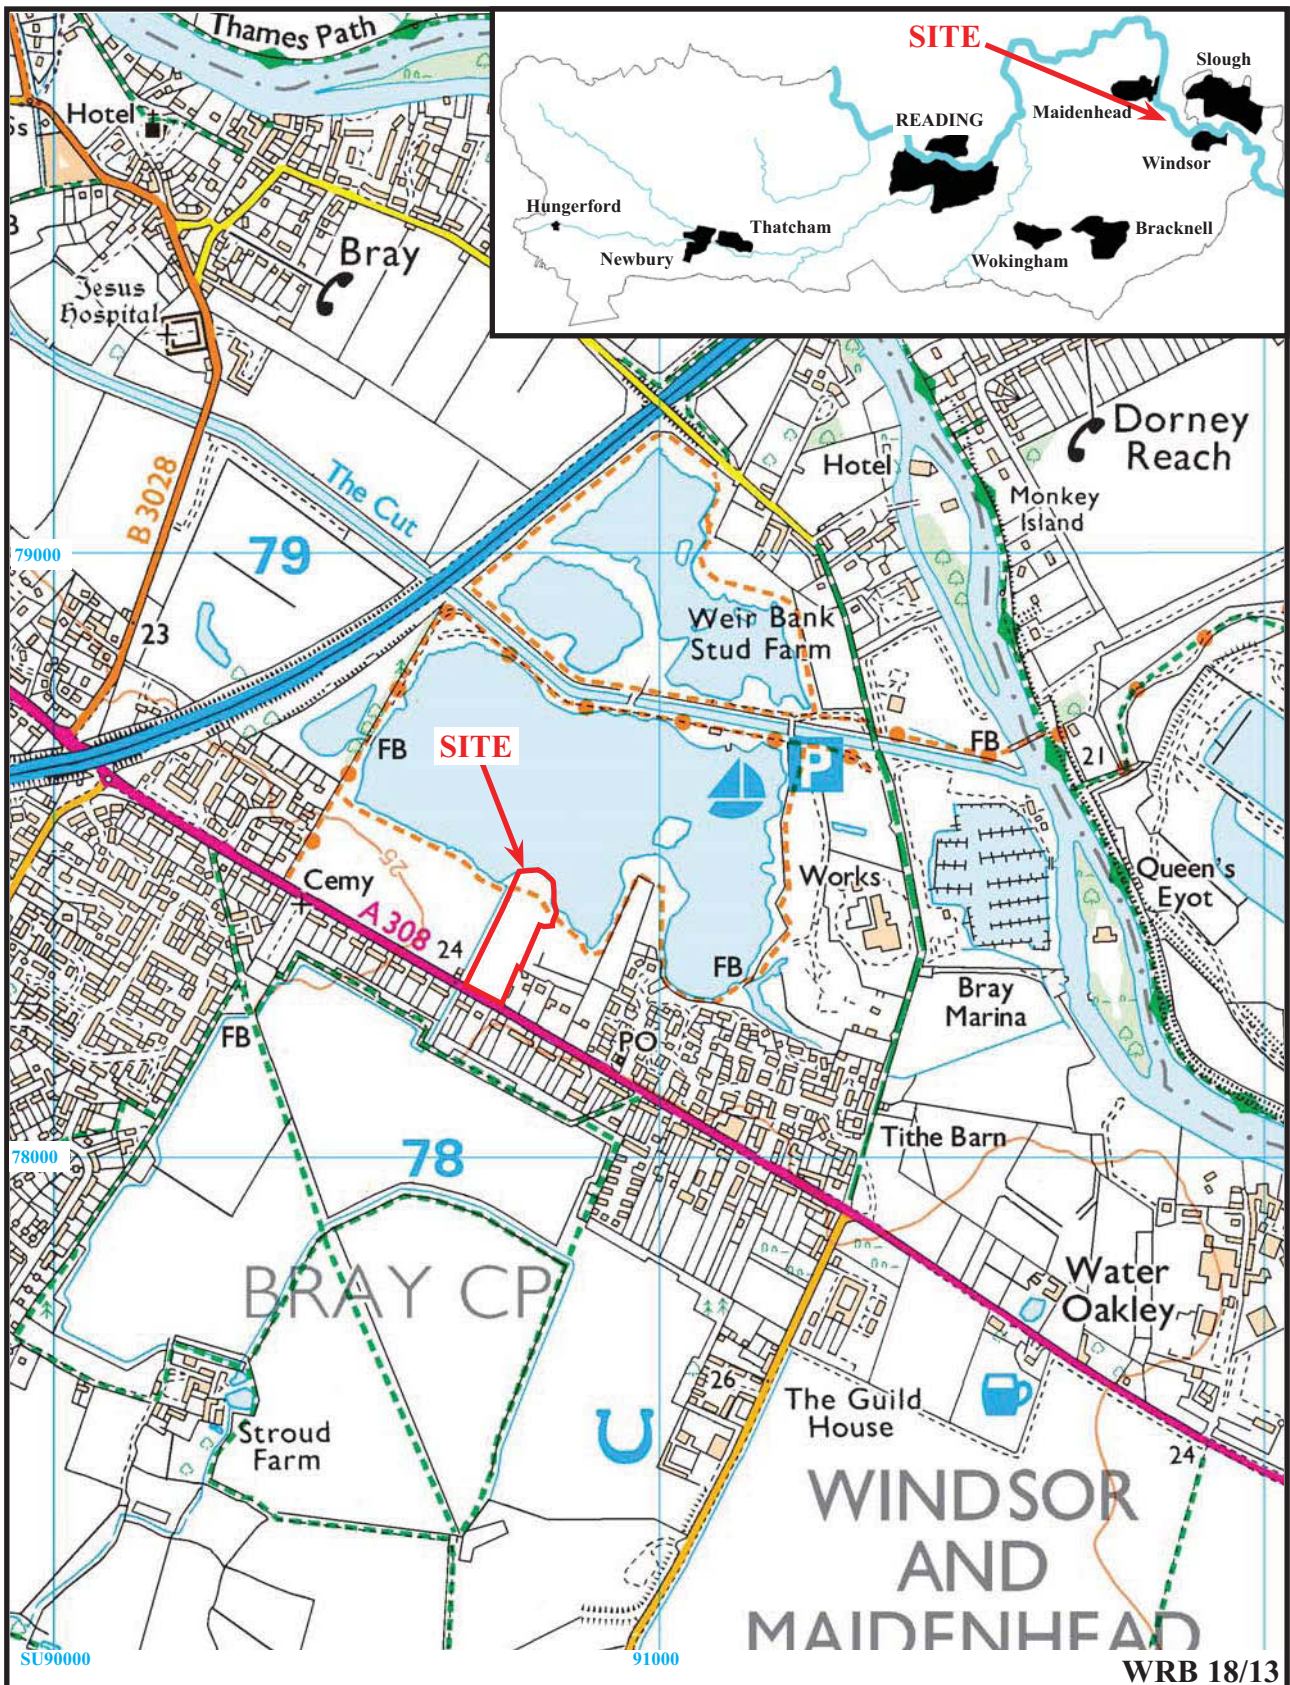 Thames Path
Hotel
Bray
Jesus
Hospital
SITE
Slough
Maidenhead
READING
Windsor
Hungerford
Thatcham
Newbury
Bracknell
Wokingham
B 3028
The Cut
79000
79
23
Hotel
Dorney
Reach
Monkey
Island
Weir Bank
Stud Farm
FB
SITE
P
FB
21
Queen's
Eyot
25
Cemy
A 308
24
Works
FB
Bray
Marina
FB
PO
78000
78
Tithe Barn
BRAY CP
Water
Oakley
26
The Guild
House
Stroud
Farm
24
WINDSOR
AND
MAIDENHEAD
SU90000
91000
WRB 18/13